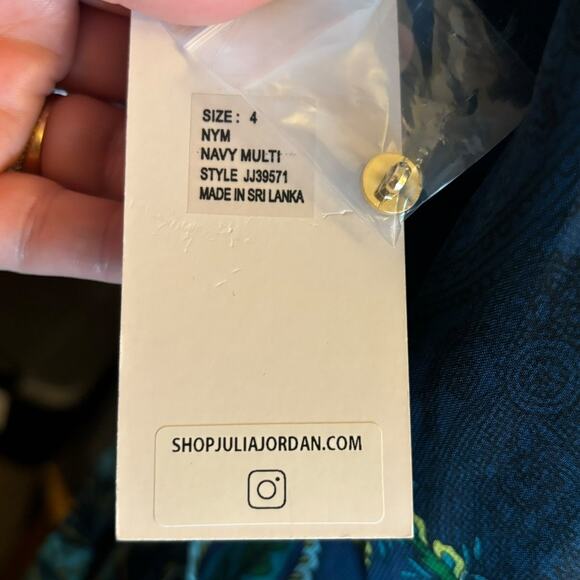 SIZE: 4
NYM
NAVY MULTI
STYLE JJ39571
MADE IN SRI LANKA
SHOPJULIAJORDAN.COM